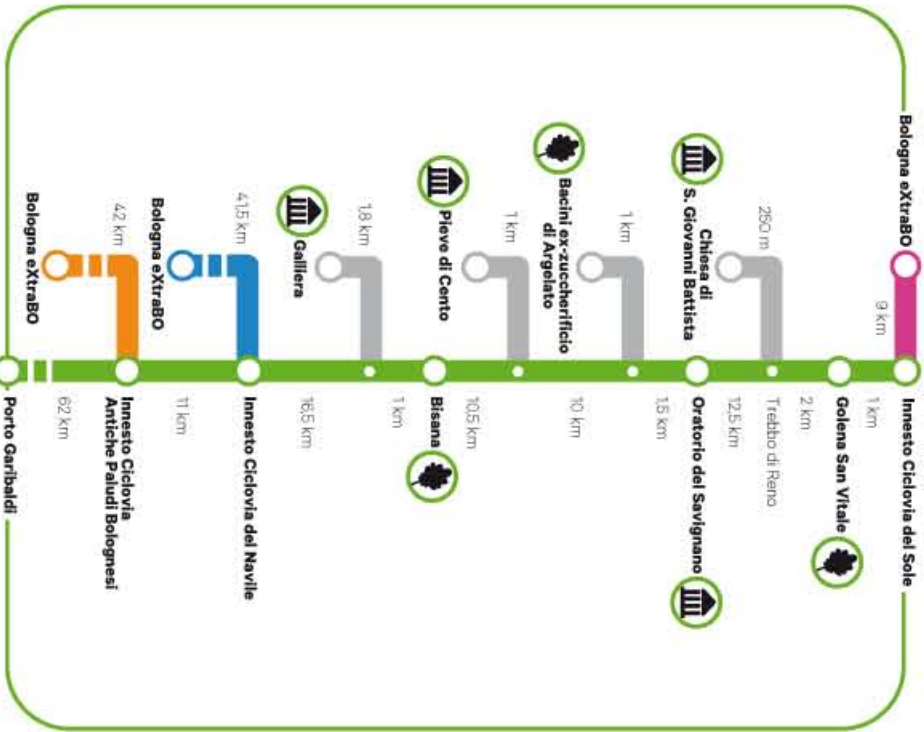 Bologna eXtraBO
9 km
Innesto Ciclovia del Sole
1 km
Golena San Vitale
2 km
250 m
Trebbo di Reno
12,5 km
Chiesa di
S. Giovanni Battista
Oratorio del Savignano
1,5 km
1 km
10 km
Bacini ex-zuccherificio
di Argelato
1 km
10,5 km
Pieve di Cento
Bisana
1 km
1,8 km
16,5 km
Galliera
Innesto Ciclovia del Navile
41,5 km
11 km
Bologna eXtraBO
Innesto Ciclovia
Antiche Paludi Bolognesi
42 km
62 km
Bologna eXtraBO
Porto Garibaldi